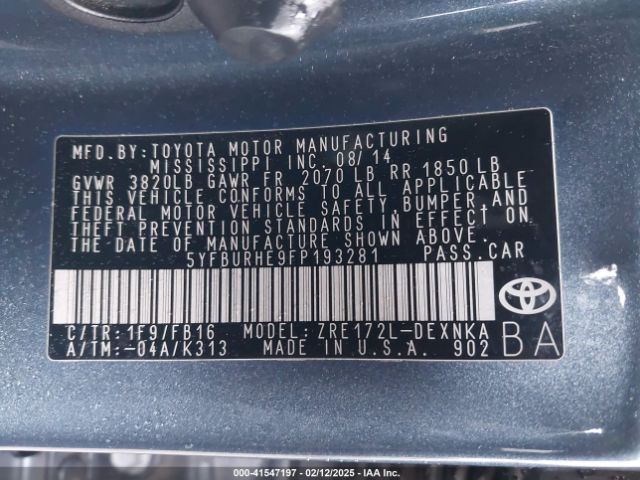 MFD.BY:TOYOTA MOTOR MANUFACTURING
MISSISSIPPI INC. 08/14
GVWR 3820LB GAWR FR 2070 LB RR 1850 LB
THIS VEHICLE CONFORMS TO ALL APPLICABLE
FEDERAL MOTOR VEHICLE SAFETY, BUMPER, AND
THEFT PREVENTION STANDARDS IN EFFECT ON
THE DATE OF MANUFACTURE SHOWN ABOVE.
5YFBURHE9FP193281 PASS.CAR
C/TR:1F9/FB16 MODEL:ZRE172L-DEXNKA
A/TM:-04A/K313 MADE IN U.S.A. 902
BA
TOYOTA
000-41547197 - 02/12/2025 - IAAI.COM